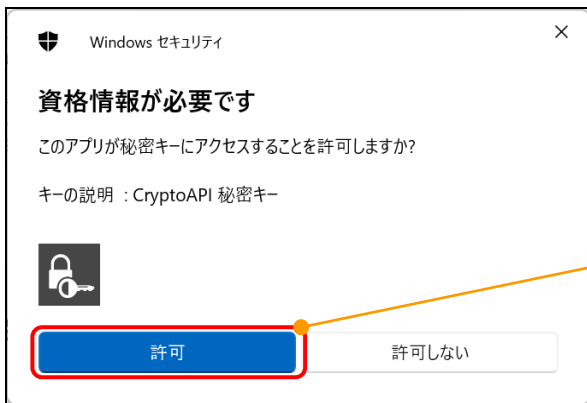 Windows セキュリティ
資格情報が必要です
このアプリが秘密キーにアクセスすることを許可しますか?
キーの説明 : CryptoAPI 秘密キー
許可
許可しない